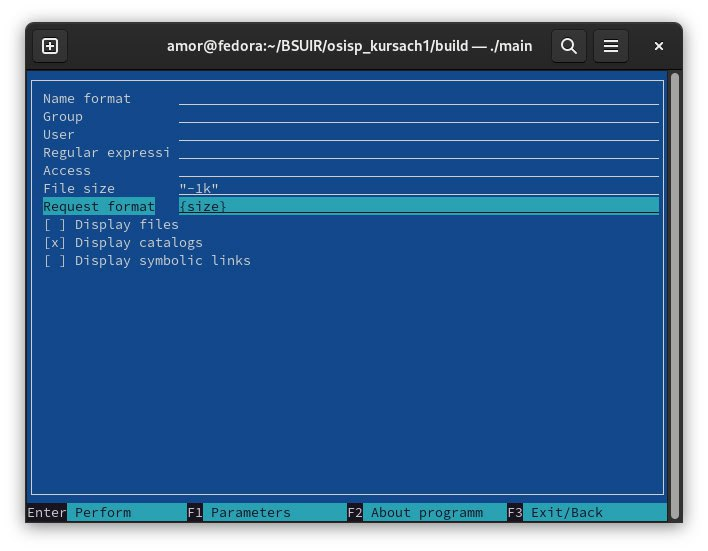 amor@fedora:~/BSUIR/osisp_kursach1/build — ./main
Name format
Group
User
Regular expressi
Access
File size "-1k"
Request format {size}
[ ] Display files
[x] Display catalogs
[ ] Display symbolic links
Enter Perform F1 Parameters F2 About programm F3 Exit/Back